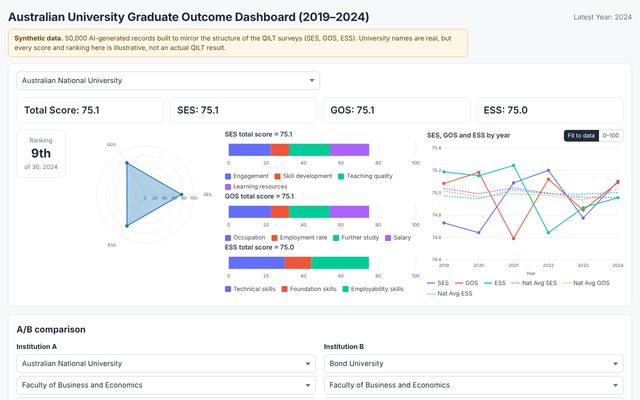 Australian University Graduate Outcome Dashboard (2019–2024)
Latest Year: 2024
Synthetic data. 50,000 AI-generated records built to mirror the structure of the QILT surveys (SES, GOS, ESS). University names are real, but
every score and ranking here is illustrative, not an actual QILT result.
Australian National University
Total Score: 75.1
SES: 75.1
GOS: 75.1
ESS: 75.0
Ranking
9th
of 30, 2024
GOS
0 20 40 60 80 100
SES
ESS
SES total score = 75.1
0 20 40 60 80 100
Engagement Skill development Teaching quality
Learning resources
GOS total score = 75.1
0 20 40 60 80 100
Occupation Employment rate Further study Salary
ESS total score = 75.0
0 20 40 60 80 100
Technical skills Foundation skills Employability skills
SES, GOS and ESS by year
Fit to data 0–100
75.4
75.2
75.0
74.8
74.6
74.4
2019 2020 2021 2022 2023 2024
Year
SES GOS ESS Nat Avg SES Nat Avg GOS
Nat Avg ESS
A/B comparison
Institution A
Institution B
Australian National University
Bond University
Faculty of Business and Economics
Faculty of Business and Economics